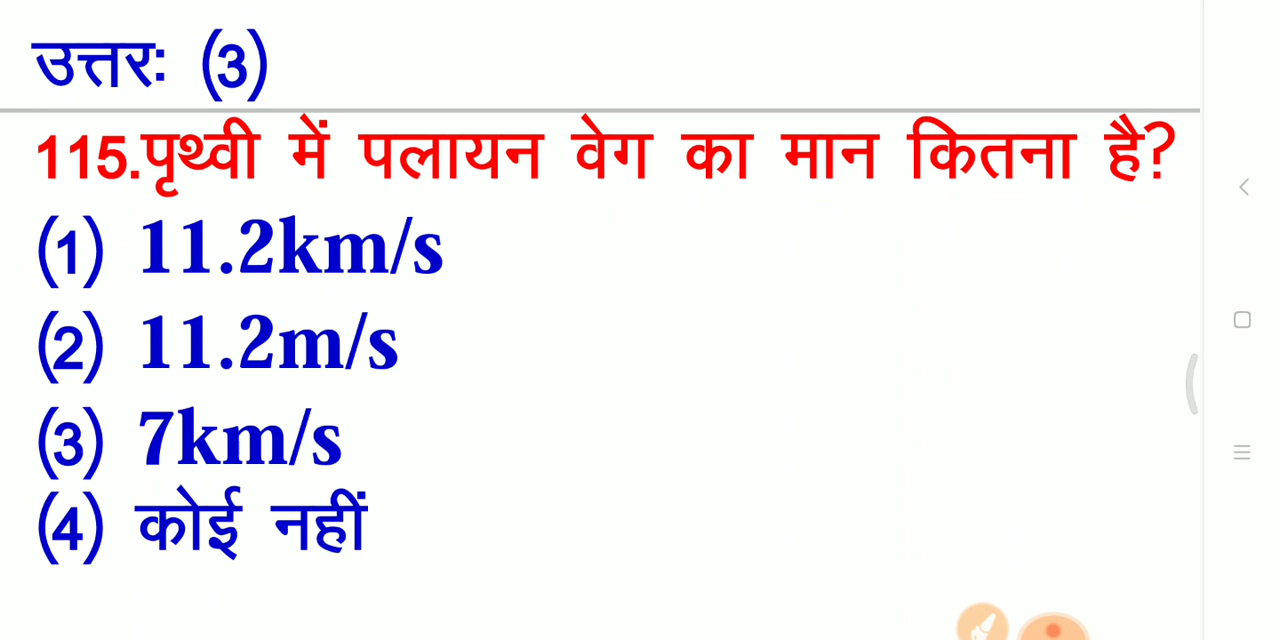 उत्तरः (3)
115.पृथ्वी में पलायन वेग का मान कितना है?
(1) 11.2km/s
(2) 11.2m/s
(3) 7km/s
(4) कोई नहीं